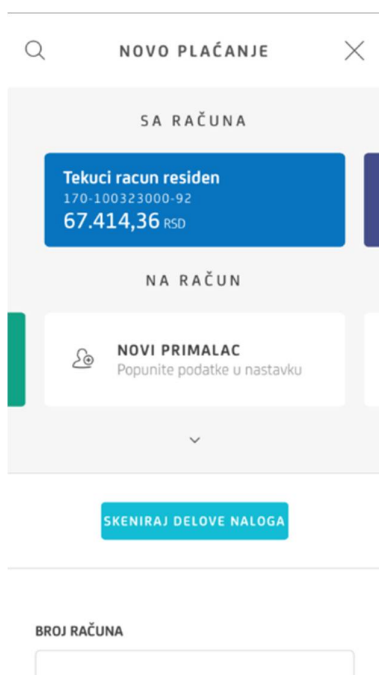 NOVO PLAĆANJE
SA RAČUNA
Tekuci racun residen
170-100323000-92
67.414,36 RSD
NA RAČUN
NOVI PRIMALAC
Popunite podatke u nastavku
SKENIRAJ DELOVE NALOGA
BROJ RAČUNA